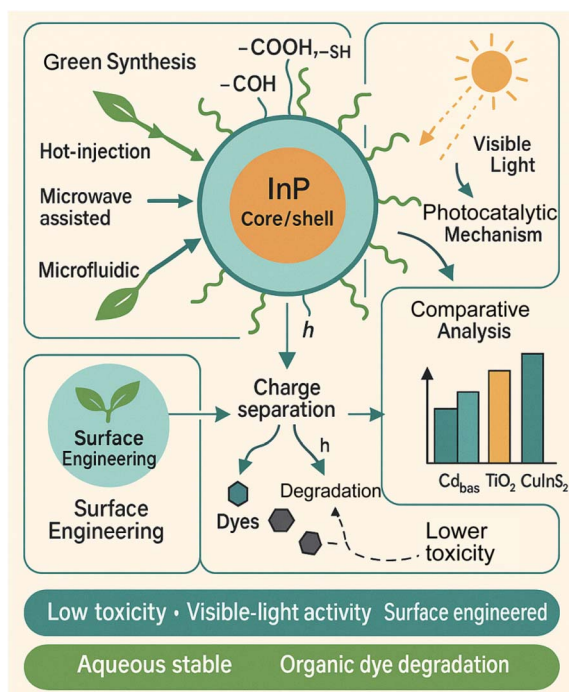 Green Synthesis
–COOH,–SH
–COH
Hot-injection
Microwave
assisted
Microfluidic
InP
Core/shell
h
Visible
Light
Photocatalytic
Mechanism
Comparative
Analysis
Cd_bas TiO₂ CuInS₂
Surface
Engineering
Surface
Engineering
Charge
separation
h
Degradation
Dyes
Lower
toxicity
Low toxicity · Visible-light activity Surface engineered
Aqueous stable Organic dye degradation